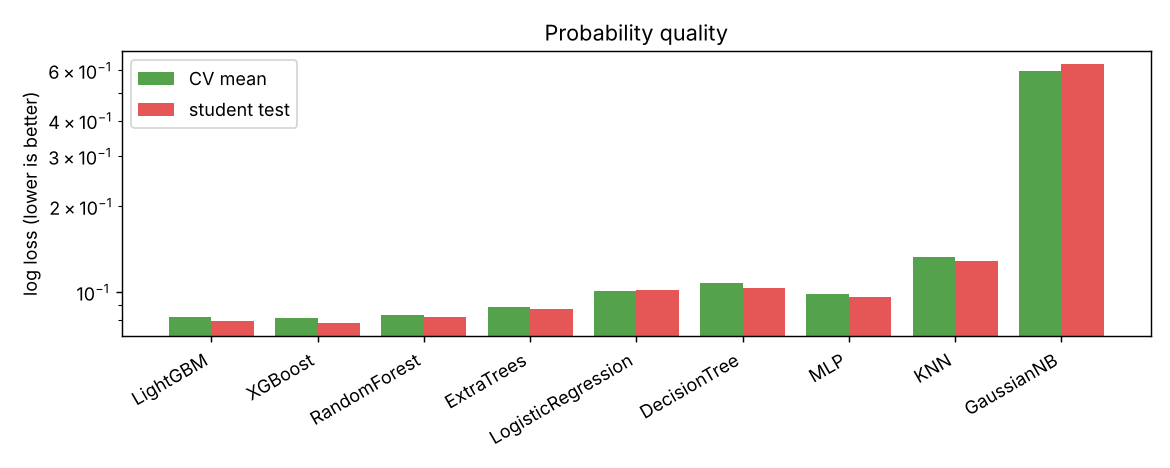 Probability quality
log loss (lower is better)
6 × 10⁻¹
4 × 10⁻¹
3 × 10⁻¹
2 × 10⁻¹
10⁻¹
CV mean
student test
LightGBM
XGBoost
RandomForest
ExtraTrees
LogisticRegression
DecisionTree
MLP
KNN
GaussianNB